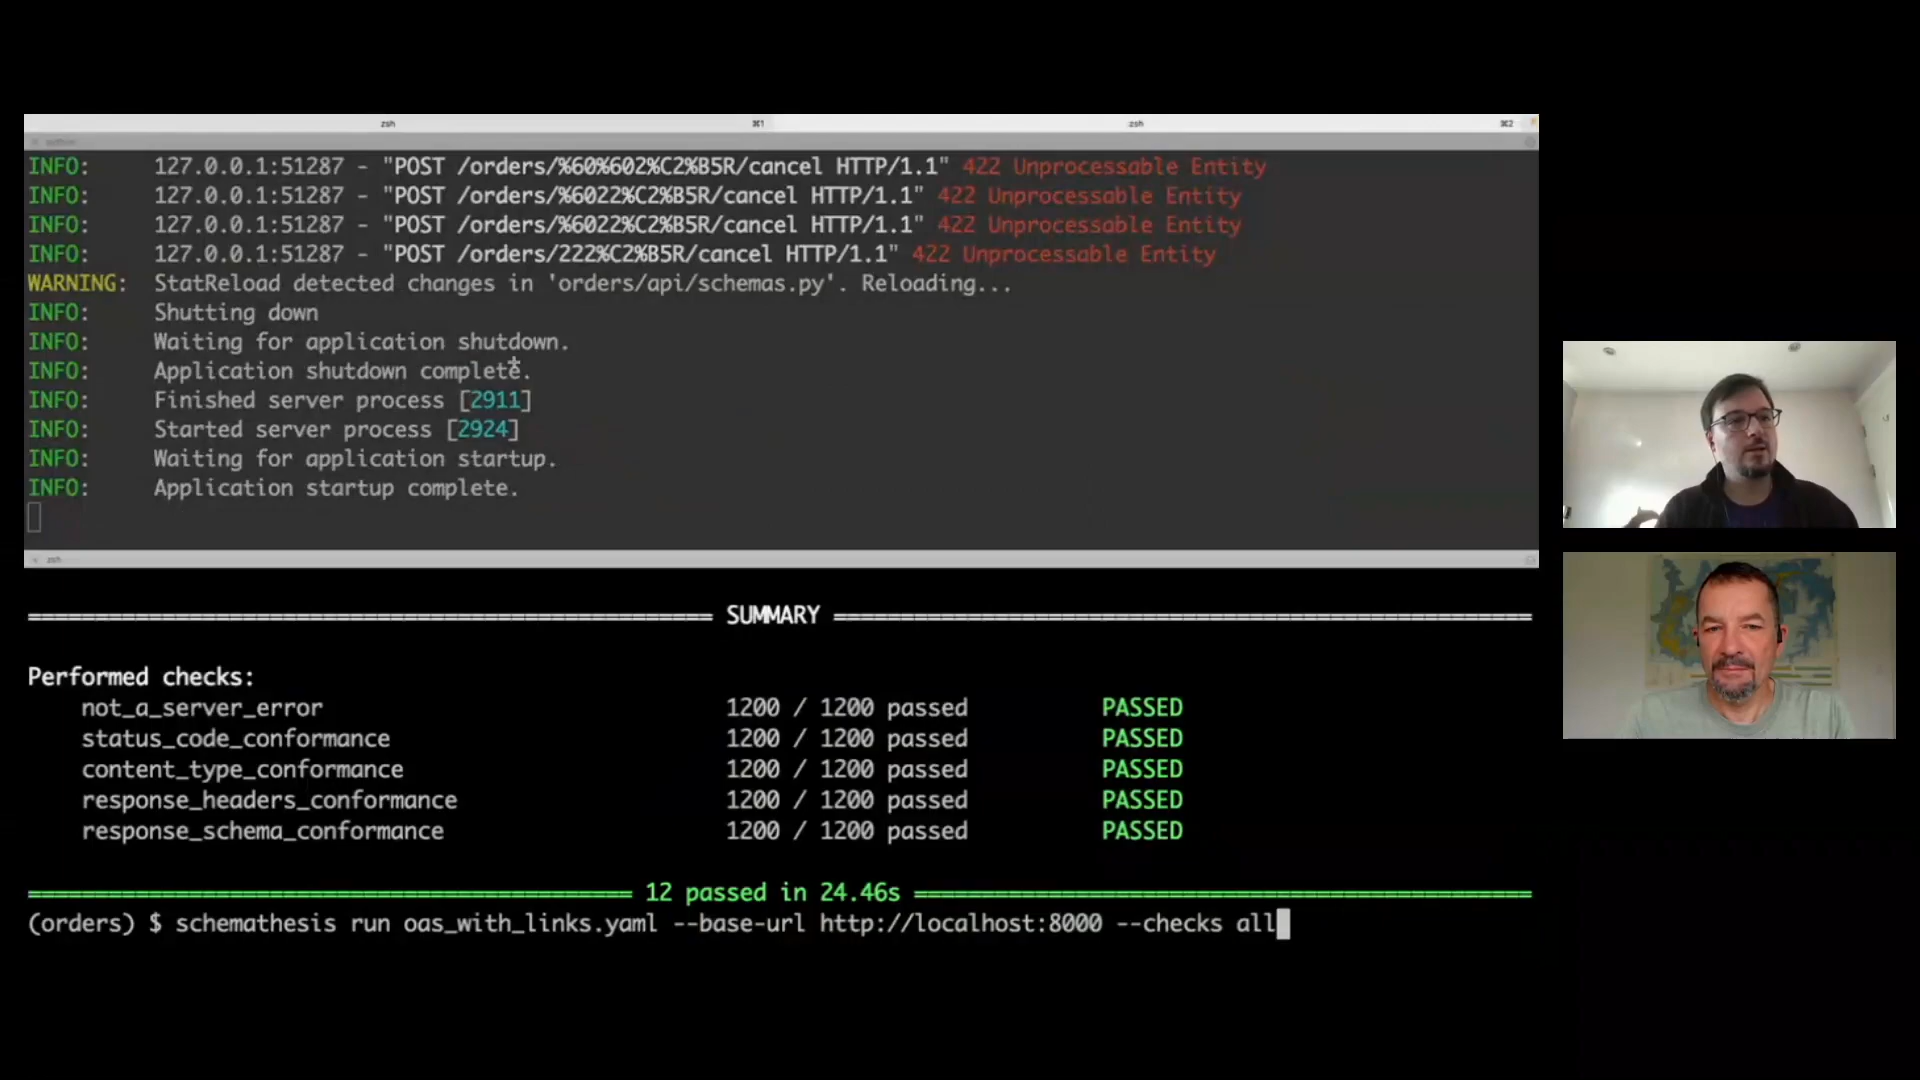 zsh ⌘1 zsh ⌘2
INFO: 127.0.0.1:51287 - "POST /orders/%60%602%C2%B5R/cancel HTTP/1.1" 422 Unprocessable Entity
INFO: 127.0.0.1:51287 - "POST /orders/%6022%C2%B5R/cancel HTTP/1.1" 422 Unprocessable Entity
INFO: 127.0.0.1:51287 - "POST /orders/%6022%C2%B5R/cancel HTTP/1.1" 422 Unprocessable Entity
INFO: 127.0.0.1:51287 - "POST /orders/222%C2%B5R/cancel HTTP/1.1" 422 Unprocessable Entity
WARNING: StatReload detected changes in 'orders/api/schemas.py'. Reloading...
INFO: Shutting down
INFO: Waiting for application shutdown.
INFO: Application shutdown complete.
INFO: Finished server process [2911]
INFO: Started server process [2924]
INFO: Waiting for application startup.
INFO: Application startup complete.
zsh
SUMMARY
Performed checks:
not_a_server_error 1200 / 1200 passed PASSED
status_code_conformance 1200 / 1200 passed PASSED
content_type_conformance 1200 / 1200 passed PASSED
response_headers_conformance 1200 / 1200 passed PASSED
response_schema_conformance 1200 / 1200 passed PASSED
12 passed in 24.46s
(orders) $ schemathesis run oas_with_links.yaml --base-url http://localhost:8000 --checks all